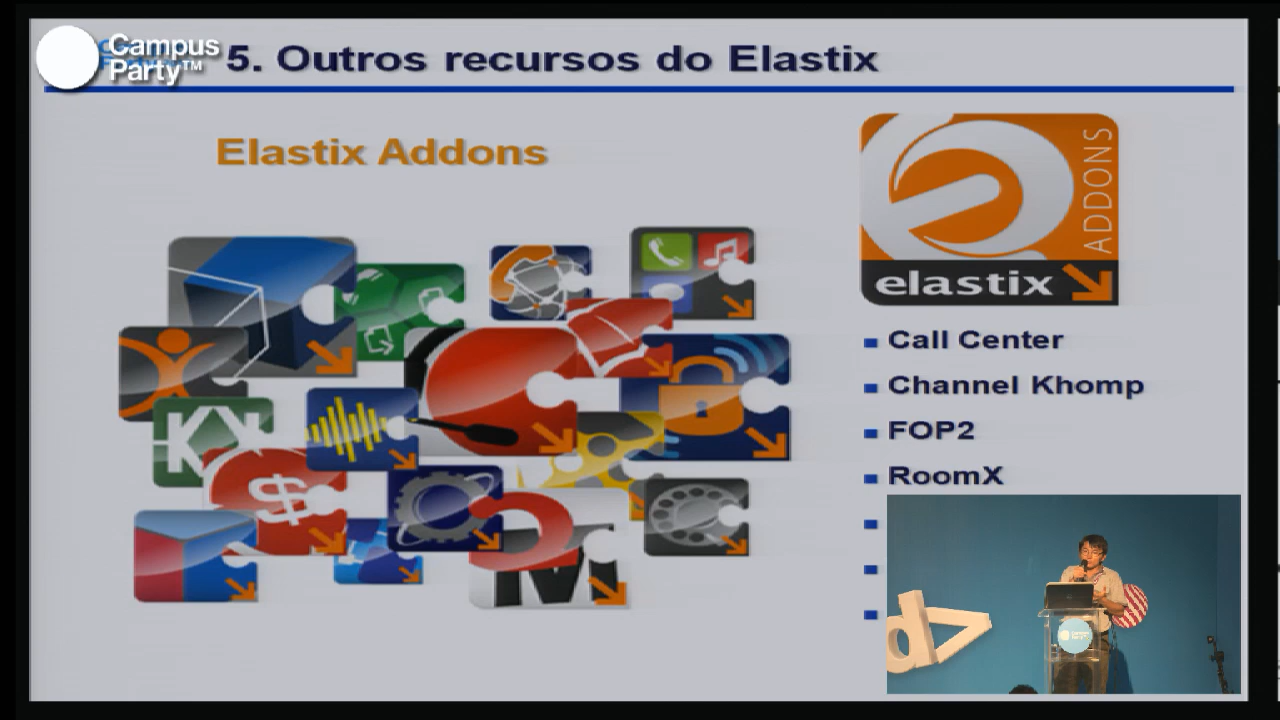 Campus
Party™
5. Outros recursos do Elastix
Elastix Addons
ADDONS
elastix
Call Center
Channel Khomp
FOP2
RoomX